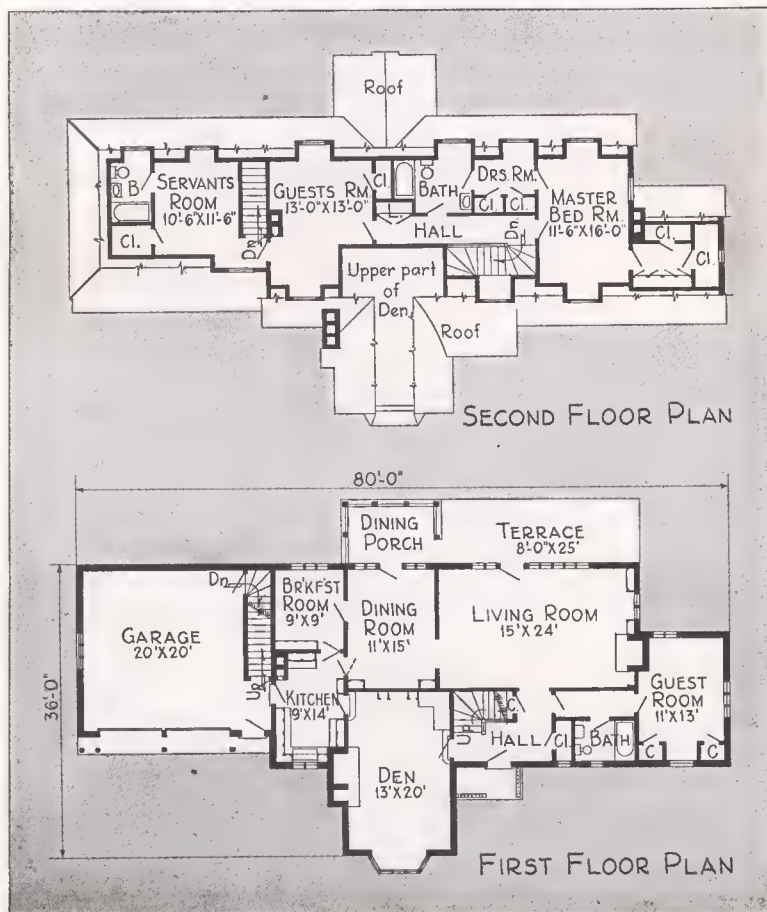 Roof
SERVANTS
ROOM
10'-6"X11'-6"
B
Cl.
Dn.
GUESTS RM.
13'-0"X13'-0"
Cl
L.
BATH
DRS. RM.
Cl.
Cl.
HALL
Dn.
MASTER
BED RM.
11'-6"X16'-0"
Cl.
Cl.
Upper part
of
Den
Roof
SECOND FLOOR PLAN
80'-0"
36'-0"
DINING
PORCH
TERRACE
8'-0"X25'
Dn
GARAGE
20'X20'
Up
BR'KF'ST
ROOM
9'X9'
DINING
ROOM
11'X15'
LIVING ROOM
15'X24'
KITCHEN
9'X14'
Up
C
HALL
Cl.
BATH
GUEST
ROOM
11'X13'
C
C
DEN
13'X20'
FIRST FLOOR PLAN